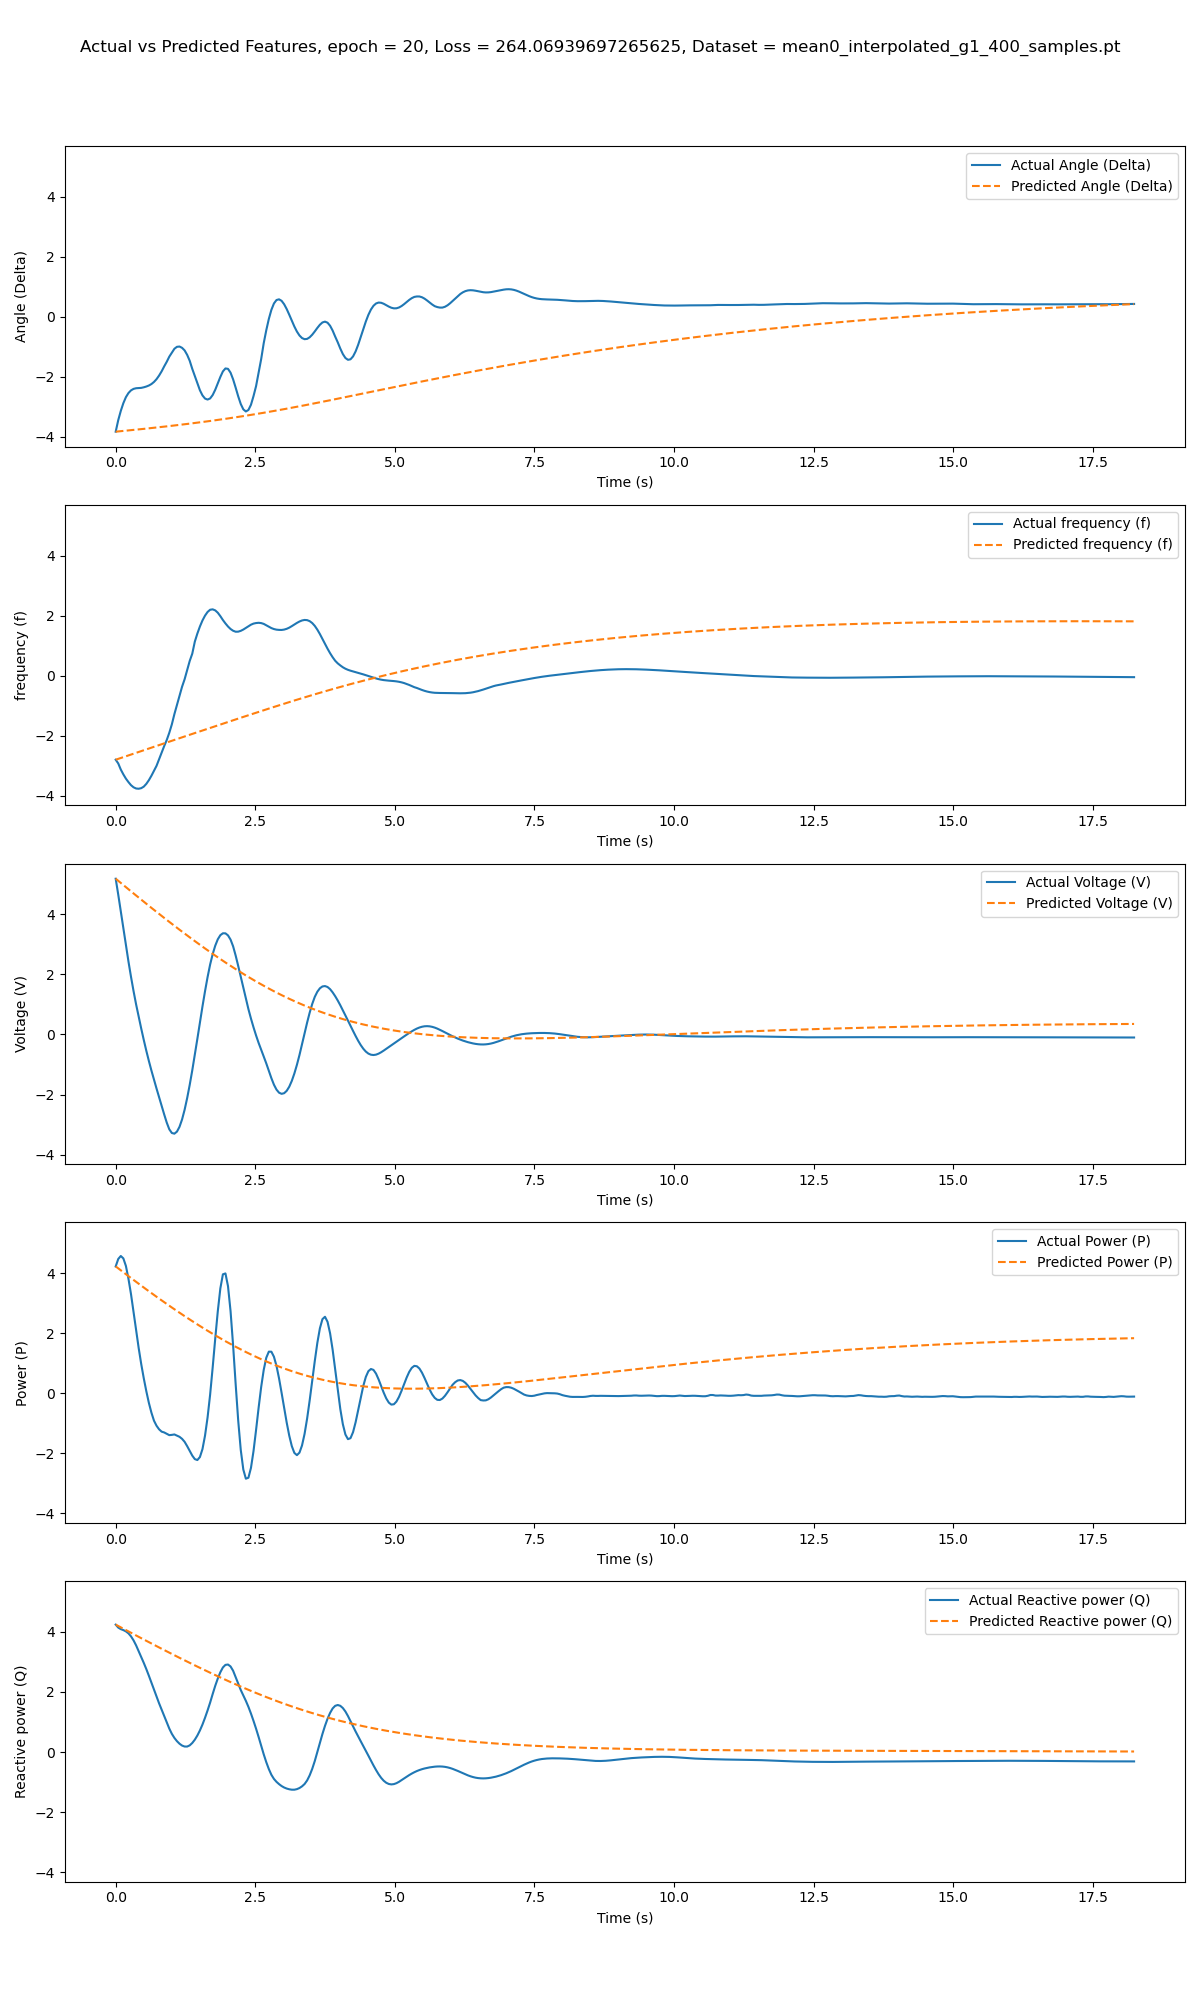 Actual vs Predicted Features, epoch = 20, Loss = 264.06939697265625, Dataset = mean0_interpolated_g1_400_samples.pt
Actual Angle (Delta)
Predicted Angle (Delta)
Angle (Delta)
4
2
0
−2
−4
0.0 2.5 5.0 7.5 10.0 12.5 15.0 17.5
Time (s)
Actual frequency (f)
Predicted frequency (f)
frequency (f)
4
2
0
−2
−4
0.0 2.5 5.0 7.5 10.0 12.5 15.0 17.5
Time (s)
Actual Voltage (V)
Predicted Voltage (V)
Voltage (V)
4
2
0
−2
−4
0.0 2.5 5.0 7.5 10.0 12.5 15.0 17.5
Time (s)
Actual Power (P)
Predicted Power (P)
Power (P)
4
2
0
−2
−4
0.0 2.5 5.0 7.5 10.0 12.5 15.0 17.5
Time (s)
Actual Reactive power (Q)
Predicted Reactive power (Q)
Reactive power (Q)
4
2
0
−2
−4
0.0 2.5 5.0 7.5 10.0 12.5 15.0 17.5
Time (s)